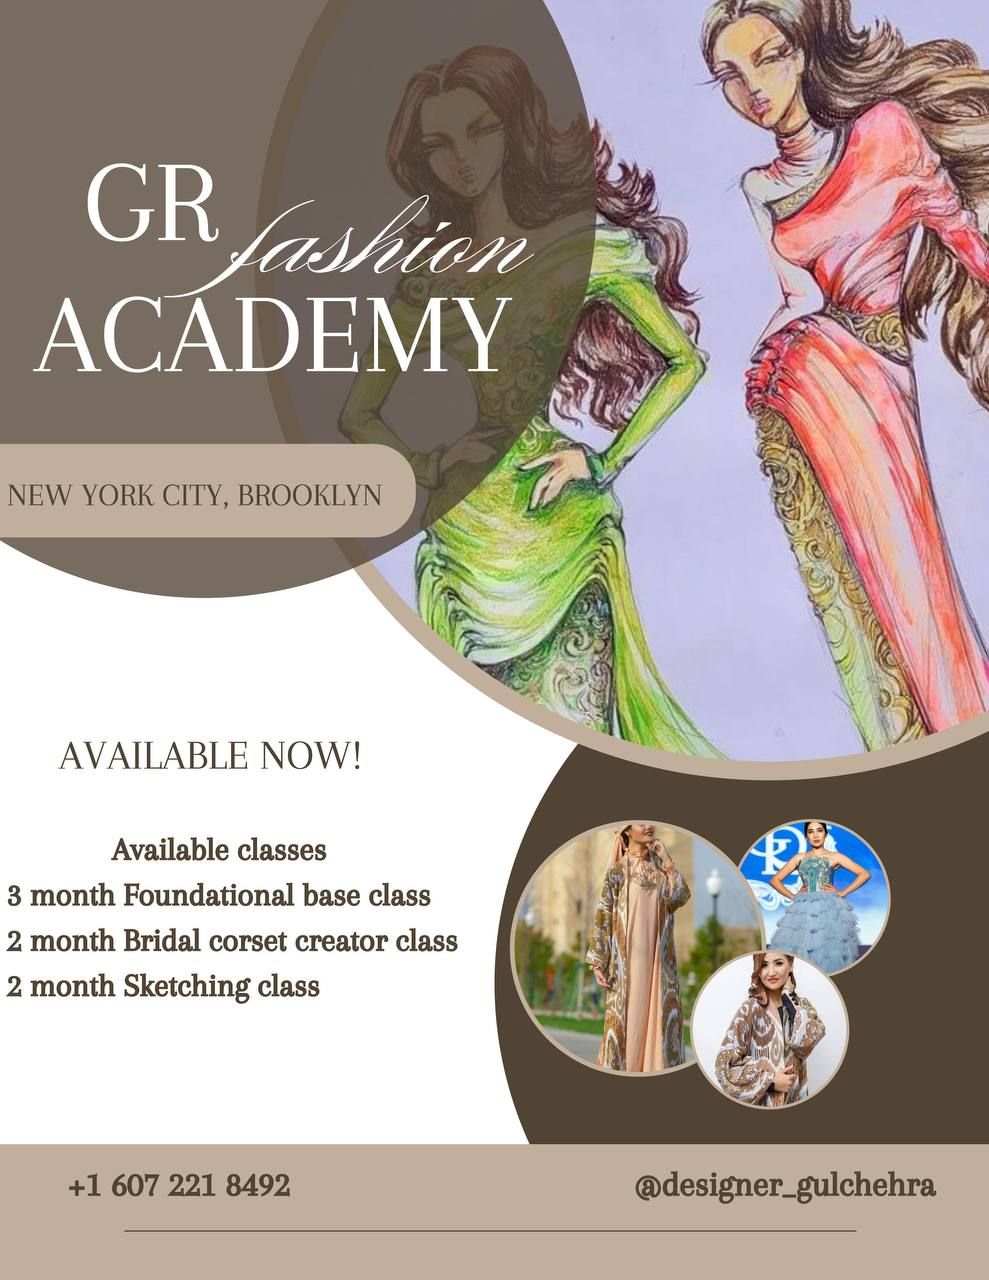 GR fashion
ACADEMY
NEW YORK CITY, BROOKLYN
AVAILABLE NOW!
Available classes
3 month Foundational base class
2 month Bridal corset creator class
2 month Sketching class
+1 607 221 8492
@designer_gulchehra